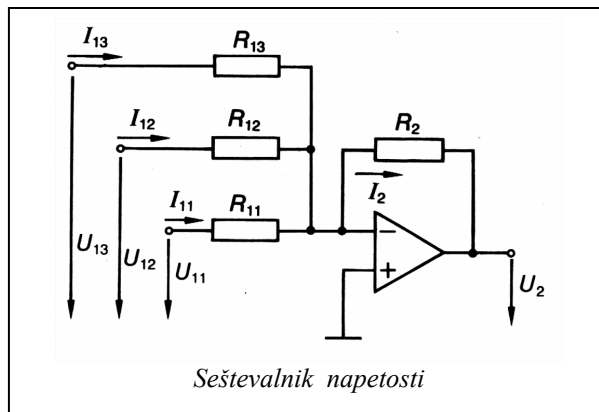 I13
R13
I12
R12
R2
I11
R11
I2
−
+
U13
U12
U11
U2
Seštevalnik napetosti